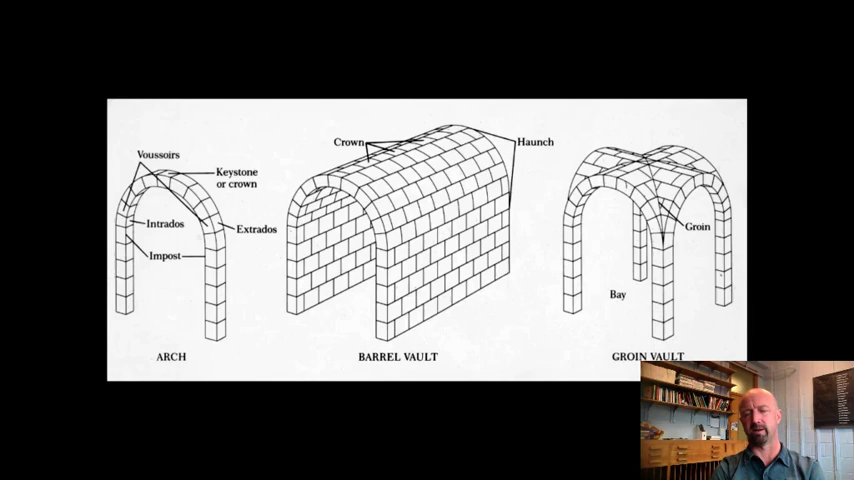 Voussoirs
Keystone
or crown
Intrados
Extrados
Impost
ARCH
Crown
Haunch
BARREL VAULT
Groin
Bay
GROIN VAULT